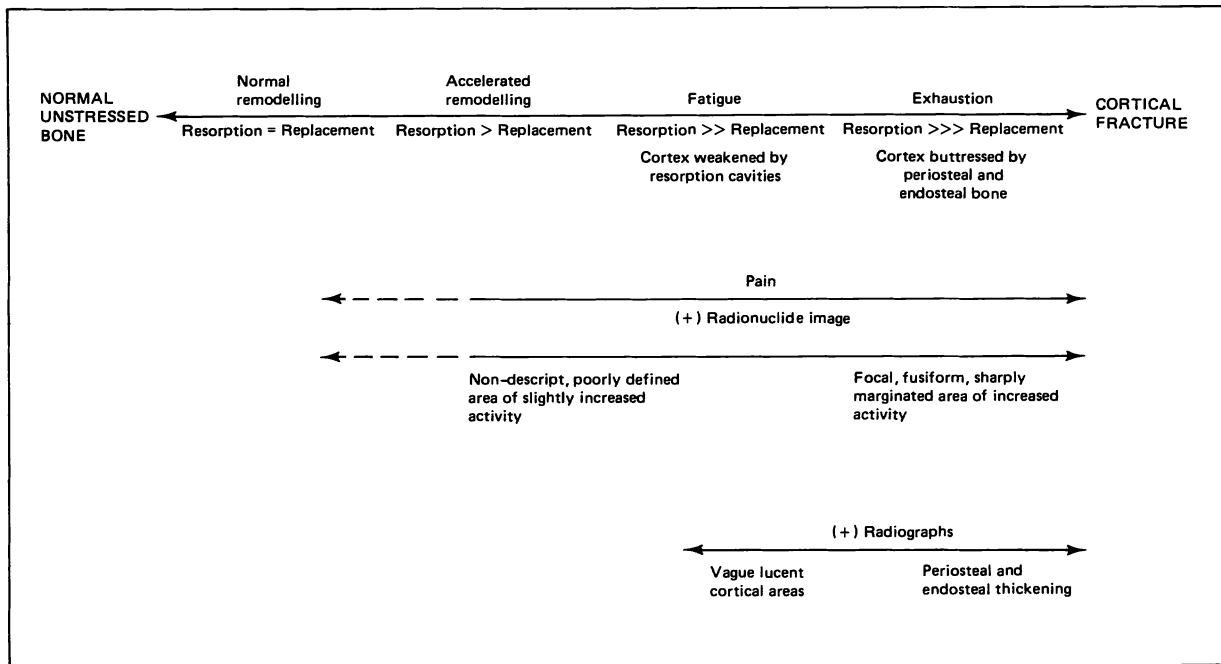 NORMAL
UNSTRESSED
BONE
Normal
remodelling
Resorption = Replacement
Accelerated
remodelling
Resorption > Replacement
Fatigue
Resorption >> Replacement
Cortex weakened by
resorption cavities
Exhaustion
Resorption >>> Replacement
Cortex buttressed by
periosteal and
endosteal bone
CORTICAL
FRACTURE
Pain
(+) Radionuclide image
Non-descript, poorly defined
area of slightly increased
activity
Focal, fusiform, sharply
marginated area of increased
activity
(+) Radiographs
Vague lucent
cortical areas
Periosteal and
endosteal thickening